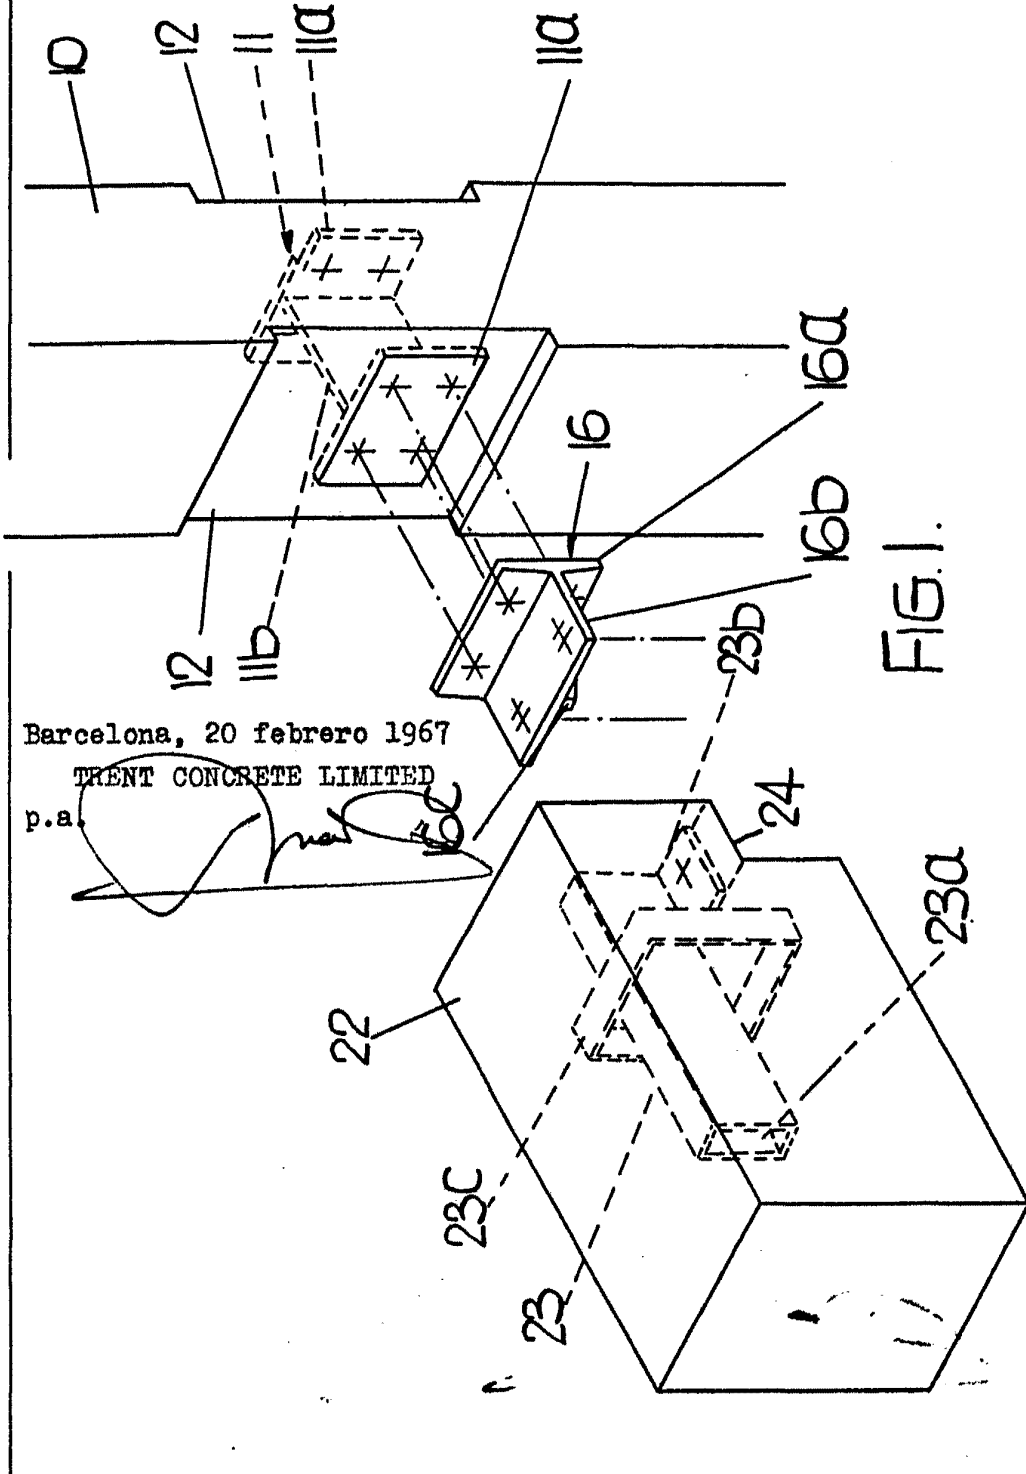 10
12
11
11a
11a
12
11b
16
16a
16b
Barcelona, 20 febrero 1967
TRENT CONCRETE LIMITED
p.a.
16c
23b
24
22
23a
23c
23
FIG.1.